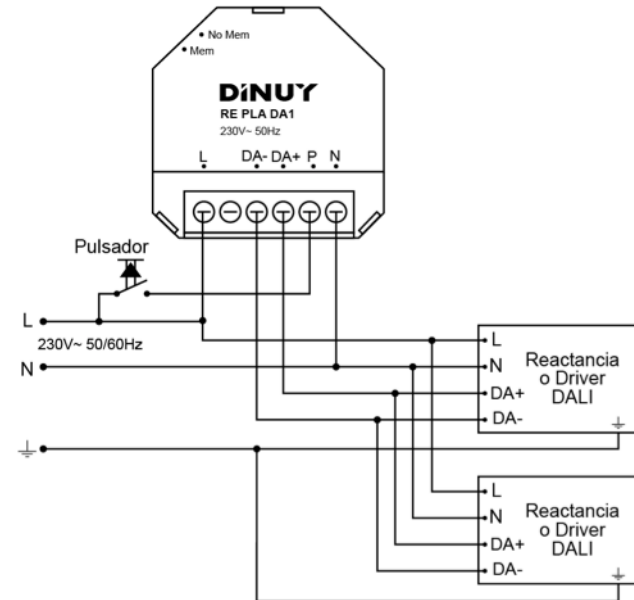 No Mem
Mem
DiNUY
RE PLA DA1
230V~ 50Hz
L DA- DA+ P N
Pulsador
L
230V~ 50/60Hz
N
L
N
DA+
DA-
Reactancia
o Driver
DALI
L
N
DA+
DA-
Reactancia
o Driver
DALI